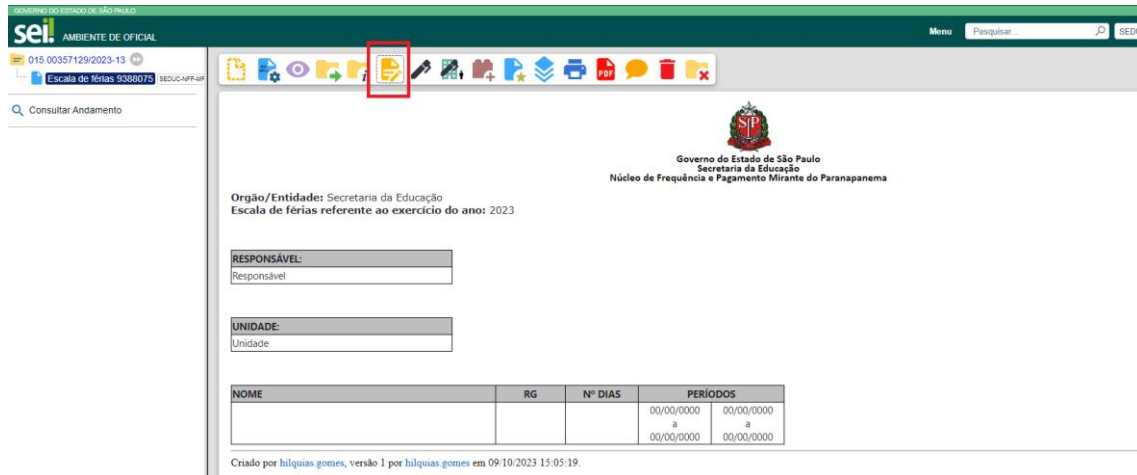 GOVERNO DO ESTADO DE SÃO PAULO
sei! AMBIENTE DE OFICIAL
Menu
Pesquisar...
015.00357129/2023-13
Escala de férias 9388075
Consultar Andamento
PDF
SP
Governo do Estado de São Paulo
Secretaria da Educação
Núcleo de Frequência e Pagamento Mirante do Paranapanema
Orgão/Entidade: Secretaria da Educação
Escala de férias referente ao exercício do ano: 2023
RESPONSÁVEL:
Responsável
UNIDADE:
Unidade
NOME RG Nº DIAS PERÍODOS
00/00/0000 00/00/0000
a a
00/00/0000 00/00/0000
Criado por hilquias.gomes, versão 1 por hilquias.gomes em 09/10/2023 15:05:19.